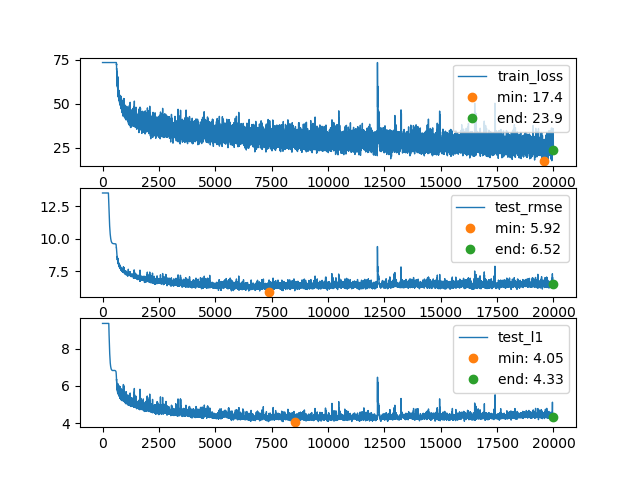 75
50
25
train_loss
min: 17.4
end: 23.9
0 2500 5000 7500 10000 12500 15000 17500 20000
12.5
10.0
7.5
test_rmse
min: 5.92
end: 6.52
0 2500 5000 7500 10000 12500 15000 17500 20000
8
6
4
test_l1
min: 4.05
end: 4.33
0 2500 5000 7500 10000 12500 15000 17500 20000